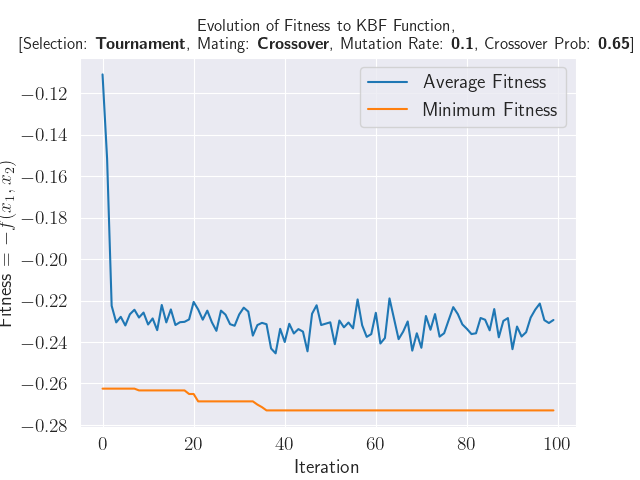 Evolution of Fitness to KBF Function,
[Selection: Tournament, Mating: Crossover, Mutation Rate: 0.1, Crossover Prob: 0.65]
Average Fitness
Minimum Fitness
Fitness = −f(x₁, x₂)
−0.12
−0.14
−0.16
−0.18
−0.20
−0.22
−0.24
−0.26
−0.28
0 20 40 60 80 100
Iteration